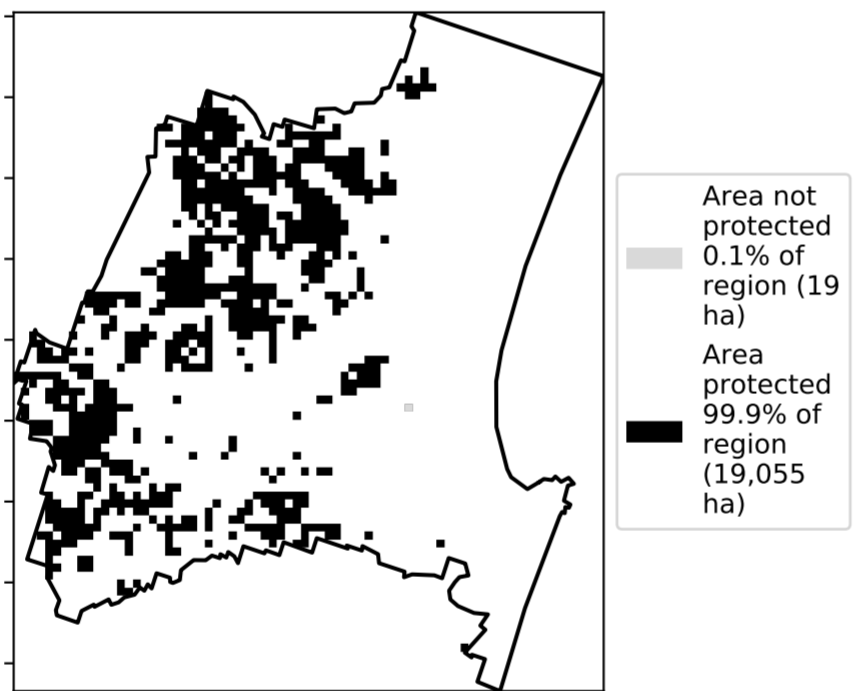 Area not
protected
0.1% of
region (19
ha)
Area
protected
99.9% of
region
(19,055
ha)